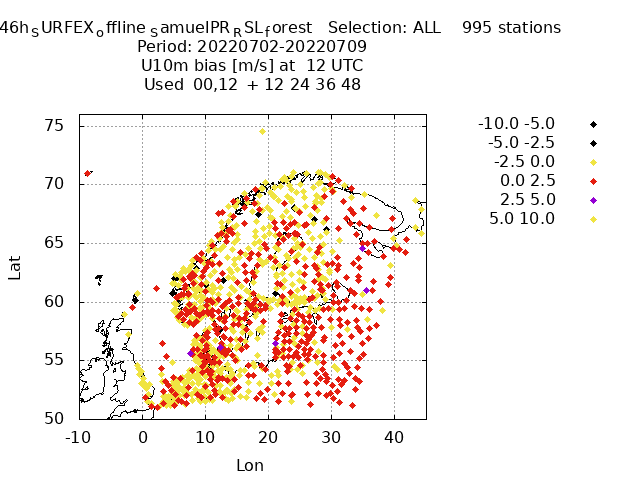 46h_SURFEX_offline_SamuelPR_RSL_forest Selection: ALL 995 stations
Period: 20220702-20220709
U10m bias [m/s] at 12 UTC
Used 00,12 + 12 24 36 48
-10.0 -5.0
-5.0 -2.5
-2.5 0.0
0.0 2.5
2.5 5.0
5.0 10.0
75
70
65
60
55
50
Lat
-10 0 10 20 30 40
Lon